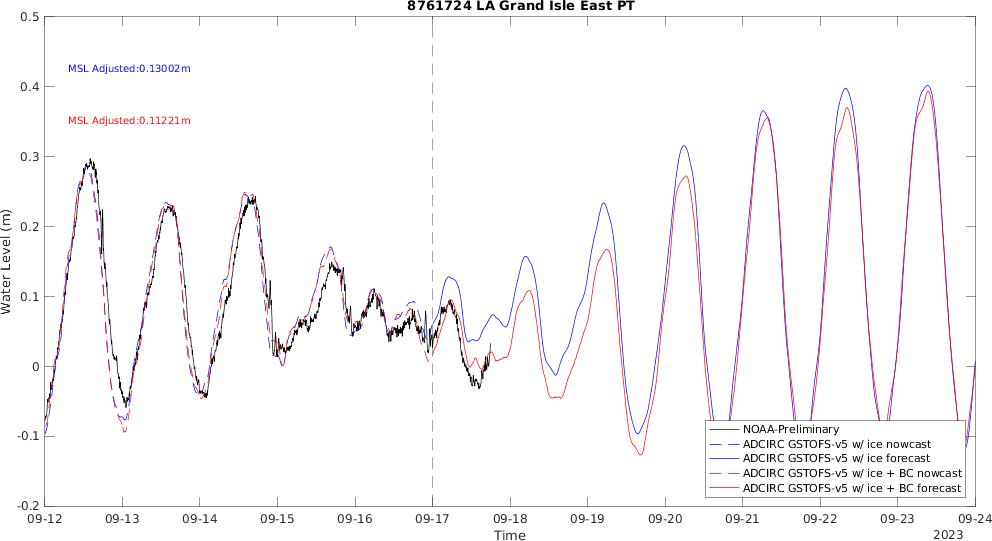 8761724 LA Grand Isle East PT
0.5
0.4
0.3
0.2
0.1
0
-0.1
-0.2
Water Level (m)
MSL Adjusted:0.13002m
MSL Adjusted:0.11221m
NOAA-Preliminary
ADCIRC GSTOFS-v5 w/ ice nowcast
ADCIRC GSTOFS-v5 w/ ice forecast
ADCIRC GSTOFS-v5 w/ ice + BC nowcast
ADCIRC GSTOFS-v5 w/ ice + BC forecast
09-12 09-13 09-14 09-15 09-16 09-17 09-18 09-19 09-20 09-21 09-22 09-23 09-24
Time
2023